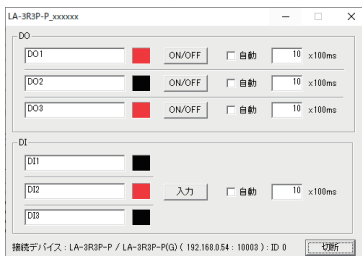 LA-3R3P-P_xxxxxx
DO
DO1 ON/OFF 自動 10 x100ms
DO2 ON/OFF 自動 10 x100ms
DO3 ON/OFF 自動 10 x100ms
DI
DI1
DI2 入力 自動 10 x100ms
DI3
接続デバイス : LA-3R3P-P / LA-3R3P-P(G) ( 192.168.0.54 : 10003 ) : ID 0 切断